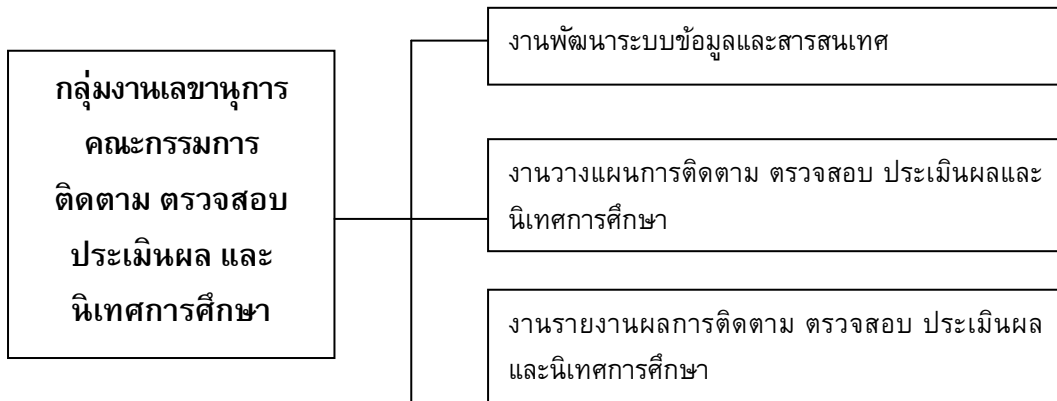 กลุ่มงานเลขานุการ
คณะกรรมการ
ติดตาม ตรวจสอบ
ประเมินผล และ
นิเทศการศึกษา
งานพัฒนาระบบข้อมูลและสารสนเทศ
งานวางแผนการติดตาม ตรวจสอบ ประเมินผลและ
นิเทศการศึกษา
งานรายงานผลการติดตาม ตรวจสอบ ประเมินผล
และนิเทศการศึกษา